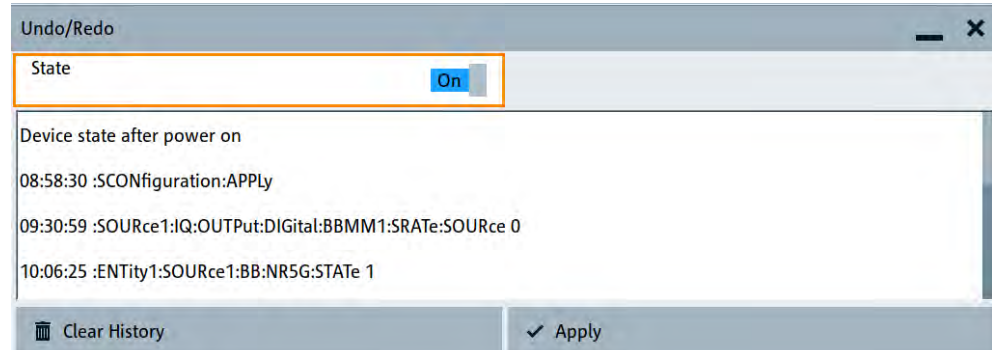 Undo/Redo
State
On
Device state after power on
08:58:30 :SCONfiguration:APPLy
09:30:59 :SOURce1:IQ:OUTPut:DIGital:BBMM1:SRATe:SOURce 0
10:06:25 :ENTity1:SOURce1:BB:NR5G:STATe 1
Clear History
Apply